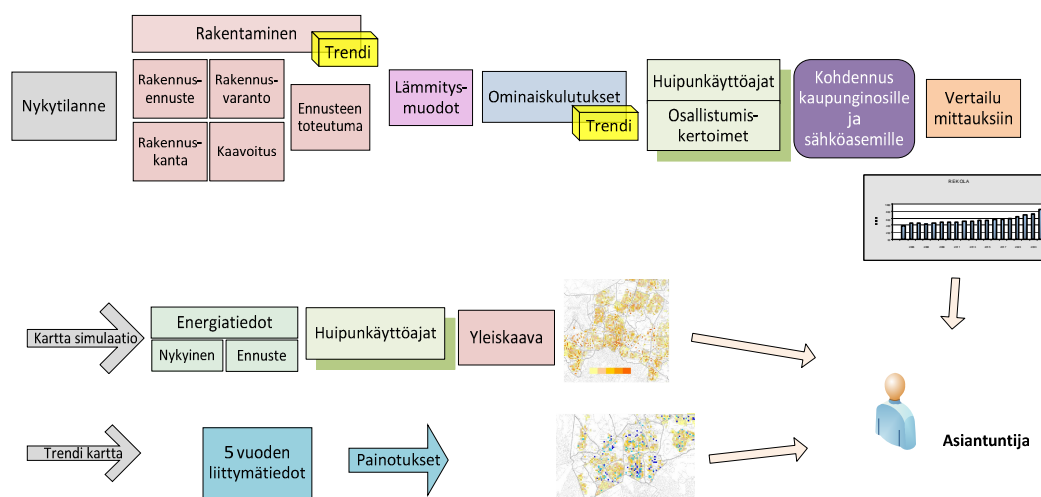 Rakentaminen
Trendi
Nykytilanne
Rakennus-
ennuste
Rakennus-
varanto
Rakennus-
kanta
Kaavoitus
Ennusteen
toteutuma
Lämmitys-
muodot
Ominaiskulutukset
Trendi
Huipunkäyttöajat
Osallistumis-
kertoimet
Kohdennus
kaupunginosille
ja
sähköasemille
Vertailu
mittauksiin
REKOLA
Kartta simulaatio
Energiatiedot
Nykyinen
Ennuste
Huipunkäyttöajat
Yleiskaava
Trendi kartta
5 vuoden
liittymätiedot
Painotukset
Asiantuntija